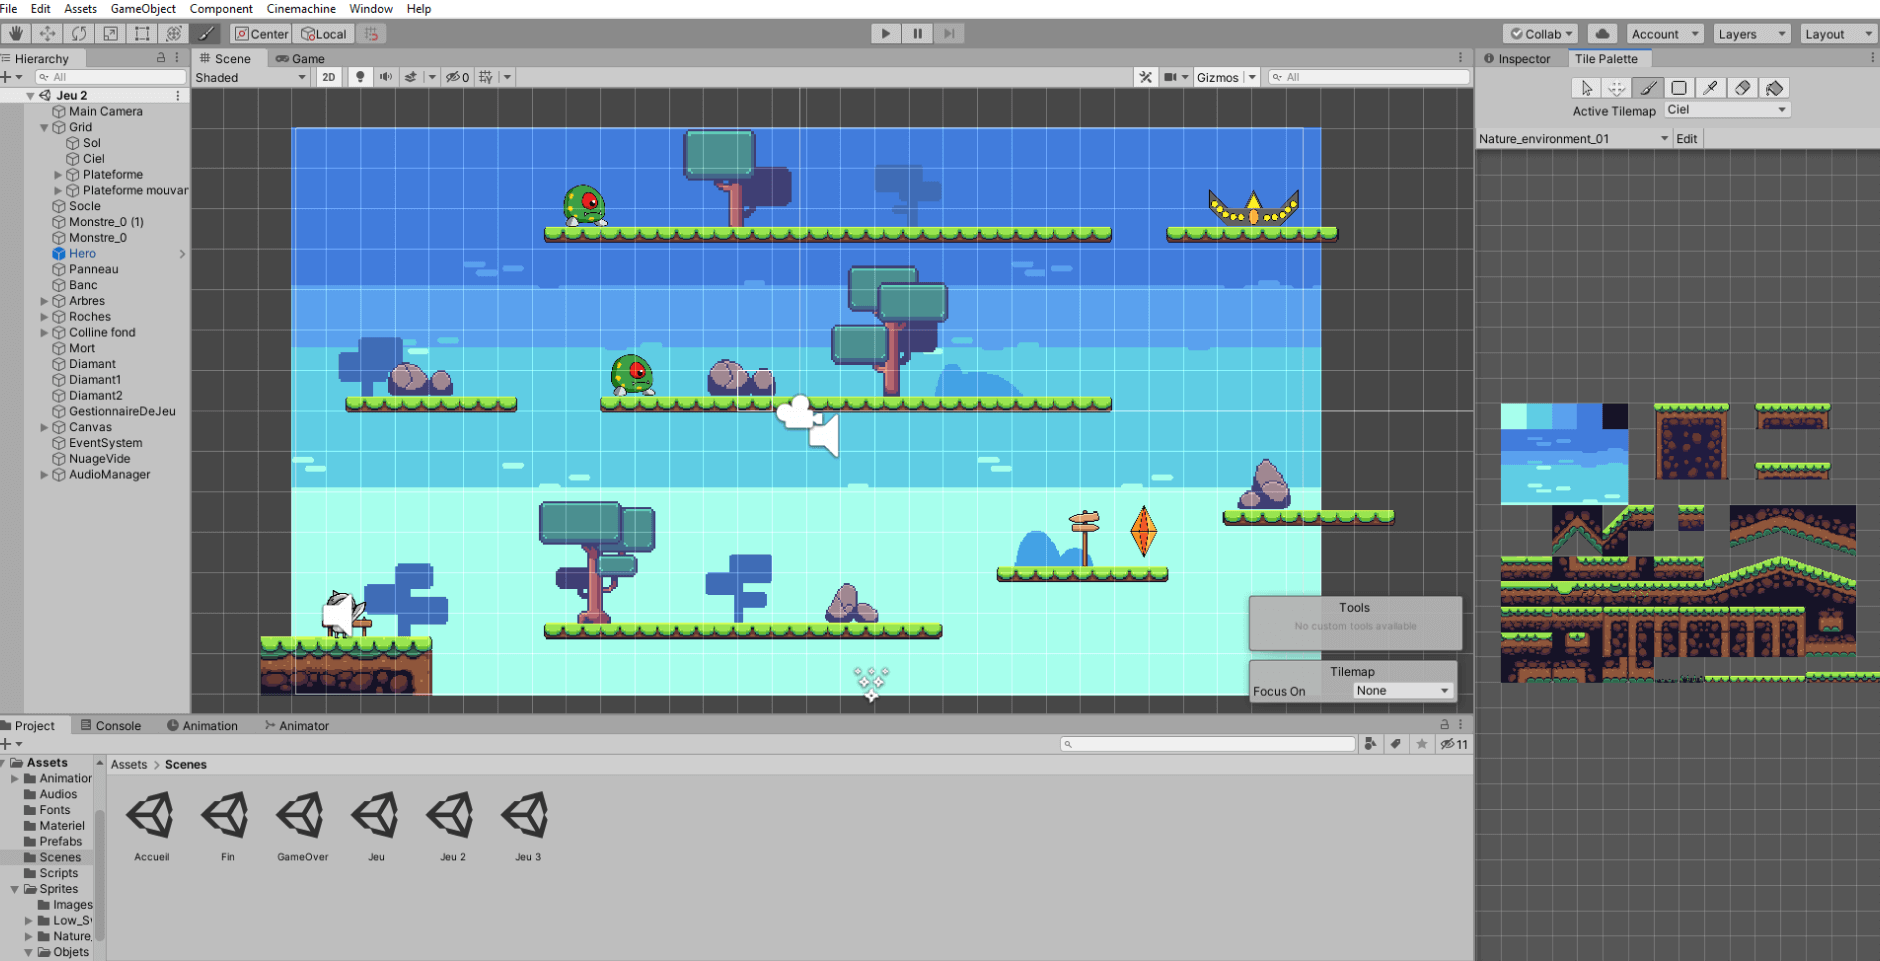 File Edit Assets GameObject Component Cinemachine Window Help
Center Local Collab Account Layers Layout
Hierarchy
All
Jeu 2
Main Camera
Grid
Sol
Ciel
Plateforme
Plateforme mouvar
Socle
Monstre_0 (1)
Monstre_0
Hero
Panneau
Banc
Arbres
Roches
Colline fond
Mort
Diamant
Diamant1
Diamant2
GestionnaireDeJeu
Canvas
EventSystem
NuageVide
AudioManager
Scene Game
Shaded 2D 0 Gizmos All
Tools
No custom tools available
Tilemap
Focus On None
Inspector Tile Palette
Active Tilemap Ciel
Nature_environment_01 Edit
Project Console Animation Animator
11
Assets
Animation
Audios
Fonts
Materiel
Prefabs
Scenes
Scripts
Sprites
Images
Low_S
Nature_
Objets
Assets > Scenes
Accueil Fin GameOver Jeu Jeu 2 Jeu 3